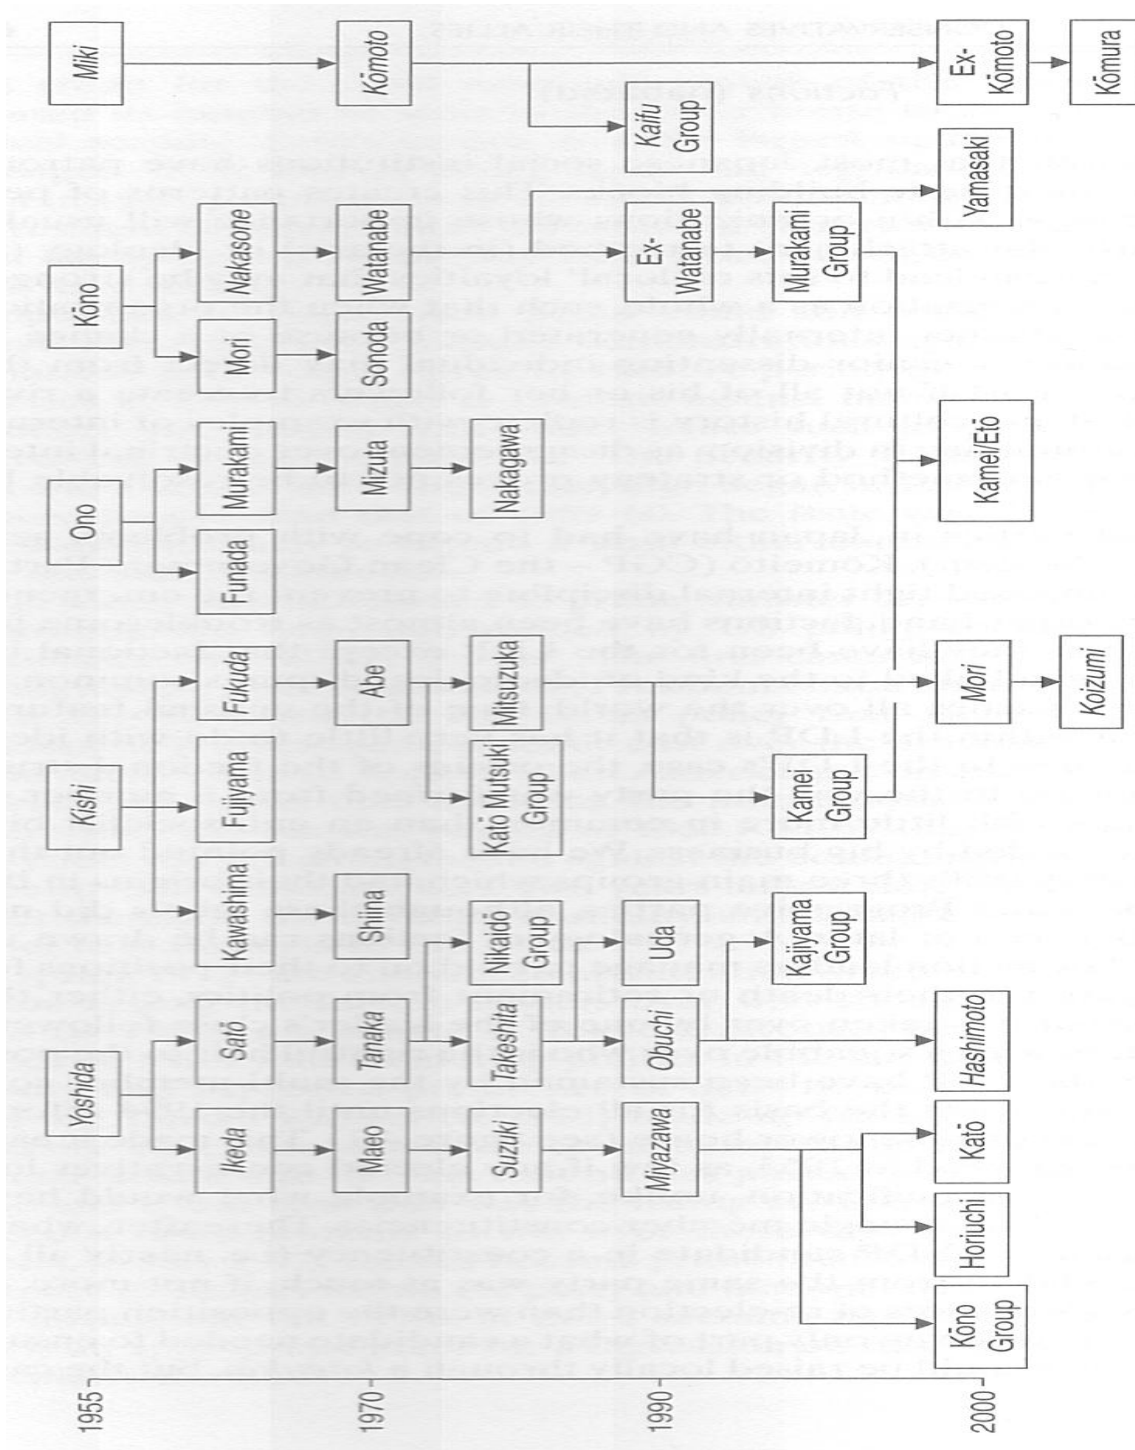 1955
Yoshida
Kishi
Ono
Kōno
Miki
Ikeda
Satō
Kawashima
Fujiyama
FuKuda
Funada
Murakami
Mori
Nakasone
1970
Maeo
Tanaka
Shiina
Abe
Mizuta
Sonoda
Watanabe
Kōmoto
Suzuki
Takeshita
Nikaidō
Group
Katō Mutsuki
Group
Mitsuzuka
Nakagawa
1990
Miyazawa
Obuchi
Uda
Ex-
Watanabe
Kaifu
Group
Kajiyama
Group
Kamei
Group
Murakami
Group
2000
Kōno
Group
Horiuchi
Katō
Hashimoto
Mori
Kamei/Etō
Yamasaki
Ex-
Kōmoto
Koizumi
Kōmura